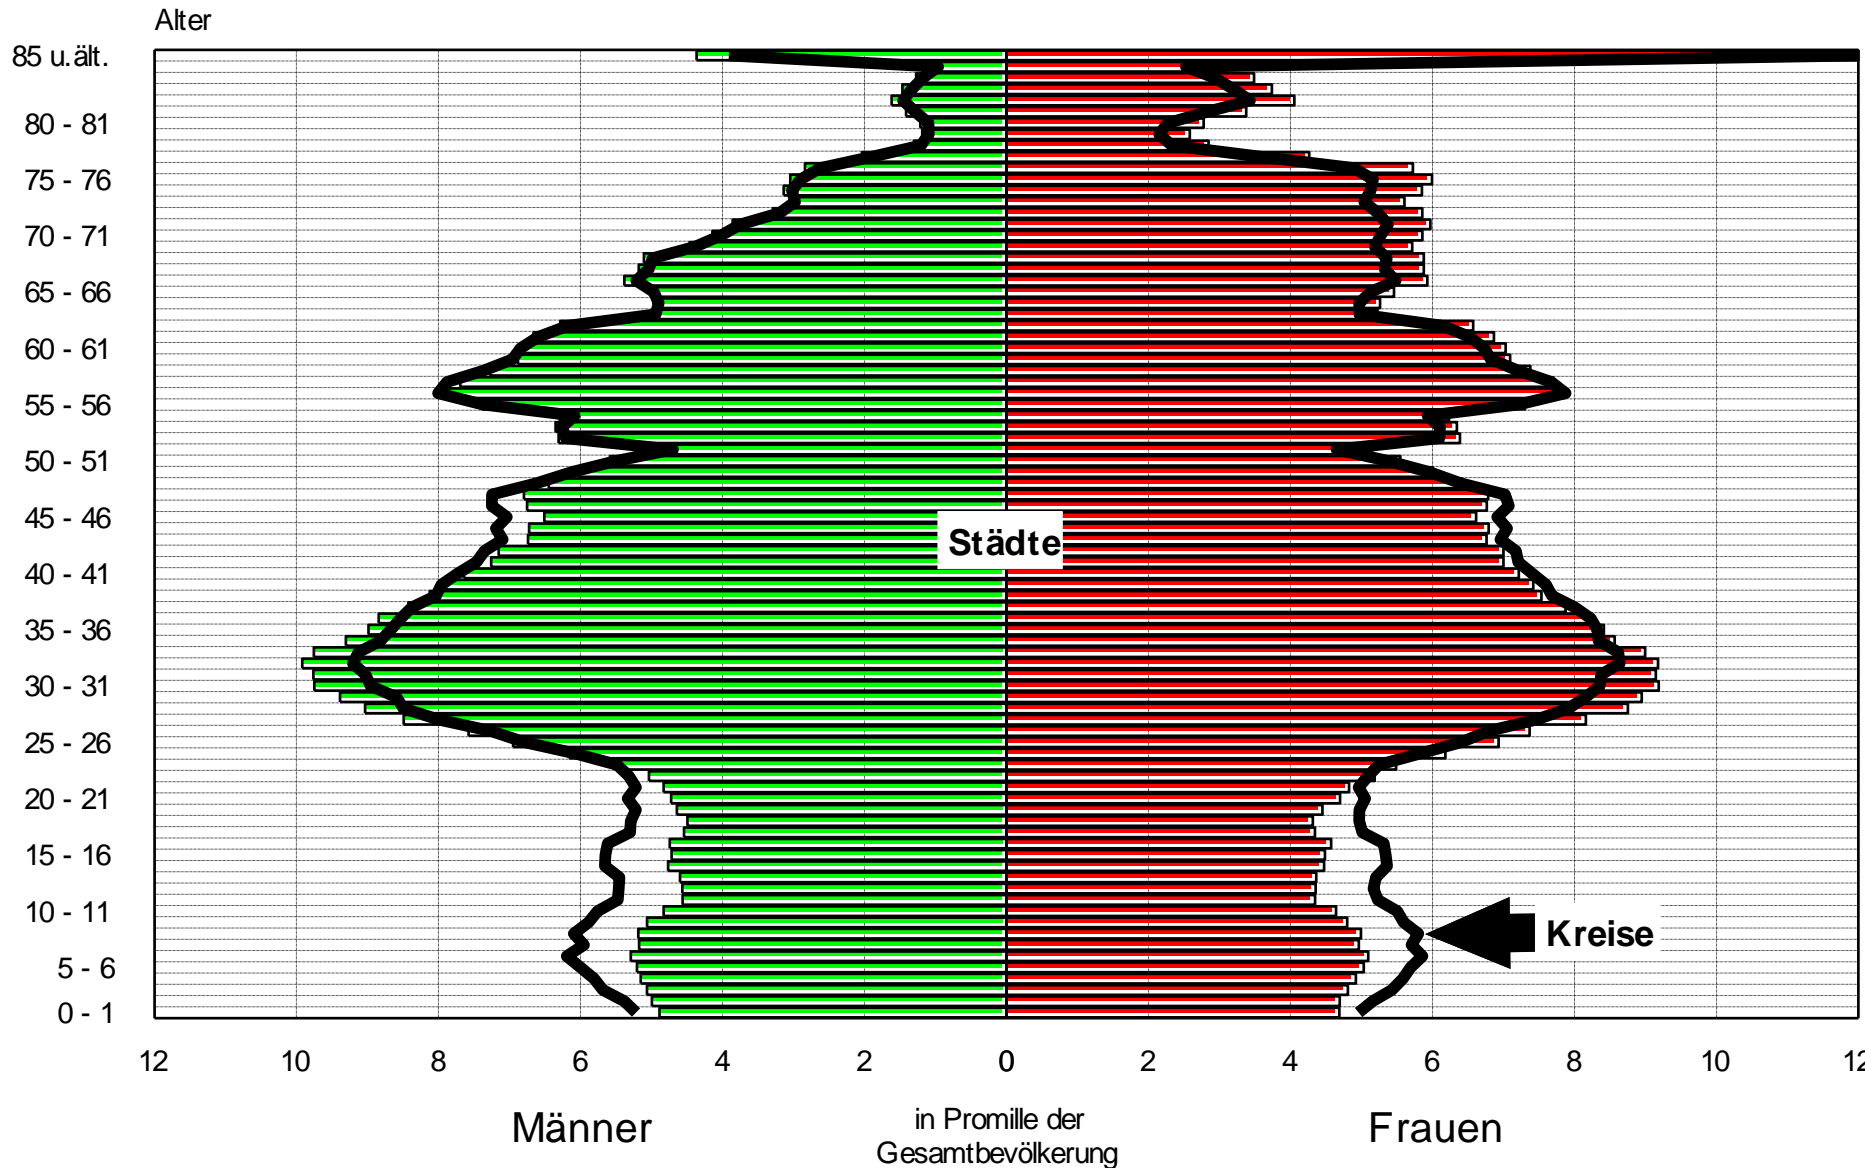 Alter
85 u.ält.
80 - 81
75 - 76
70 - 71
65 - 66
60 - 61
55 - 56
50 - 51
45 - 46
Städte
40 - 41
35 - 36
30 - 31
25 - 26
20 - 21
15 - 16
10 - 11
Kreise
5 - 6
0 - 1
12 10 8 6 4 2 0 2 4 6 8 10 12
Männer
in Promille der
Gesamtbevölkerung
Frauen